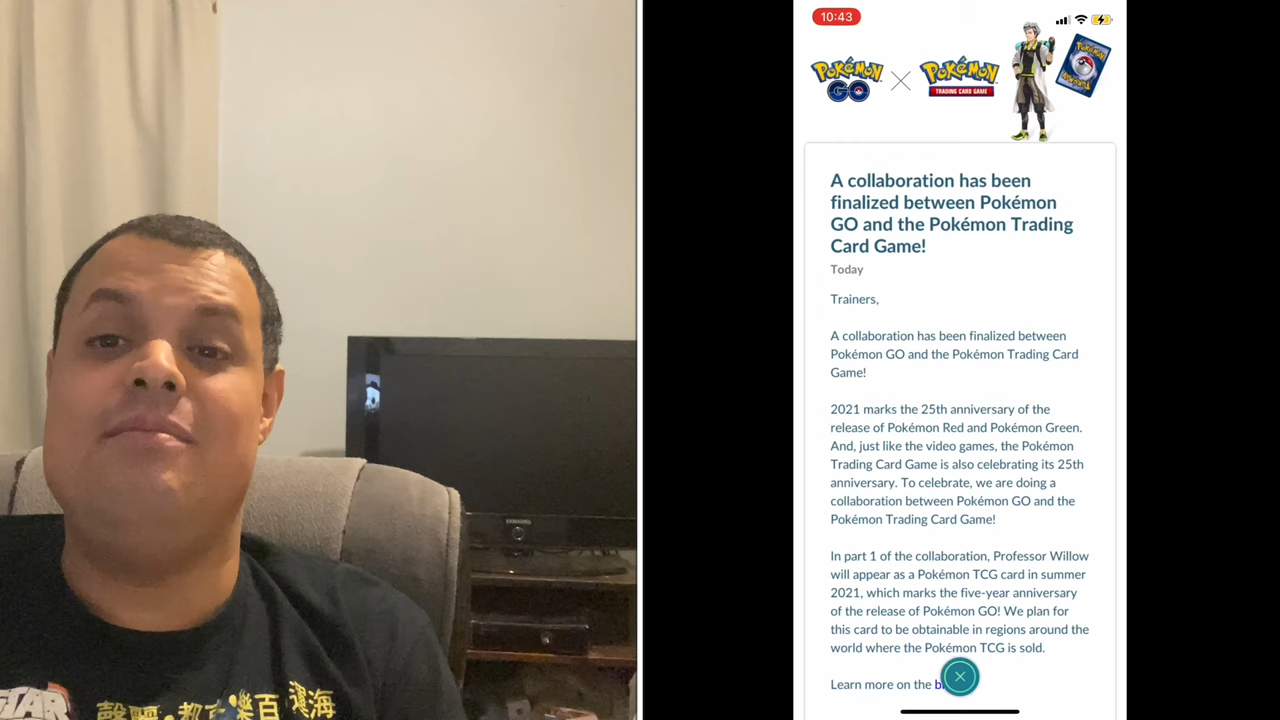 10:43
Pokémon GO
Pokémon TRADING CARD GAME
Pokémon
A collaboration has been
finalized between Pokémon
GO and the Pokémon Trading
Card Game!
Today
Trainers,
A collaboration has been finalized between
Pokémon GO and the Pokémon Trading Card
Game!
2021 marks the 25th anniversary of the
release of Pokémon Red and Pokémon Green.
And, just like the video games, the Pokémon
Trading Card Game is also celebrating its 25th
anniversary. To celebrate, we are doing a
collaboration between Pokémon GO and the
Pokémon Trading Card Game!
In part 1 of the collaboration, Professor Willow
will appear as a Pokémon TCG card in summer
2021, which marks the five-year anniversary
of the release of Pokémon GO! We plan for
this card to be obtainable in regions around the
world where the Pokémon TCG is sold.
Learn more on the
SAMSUNG
STAR